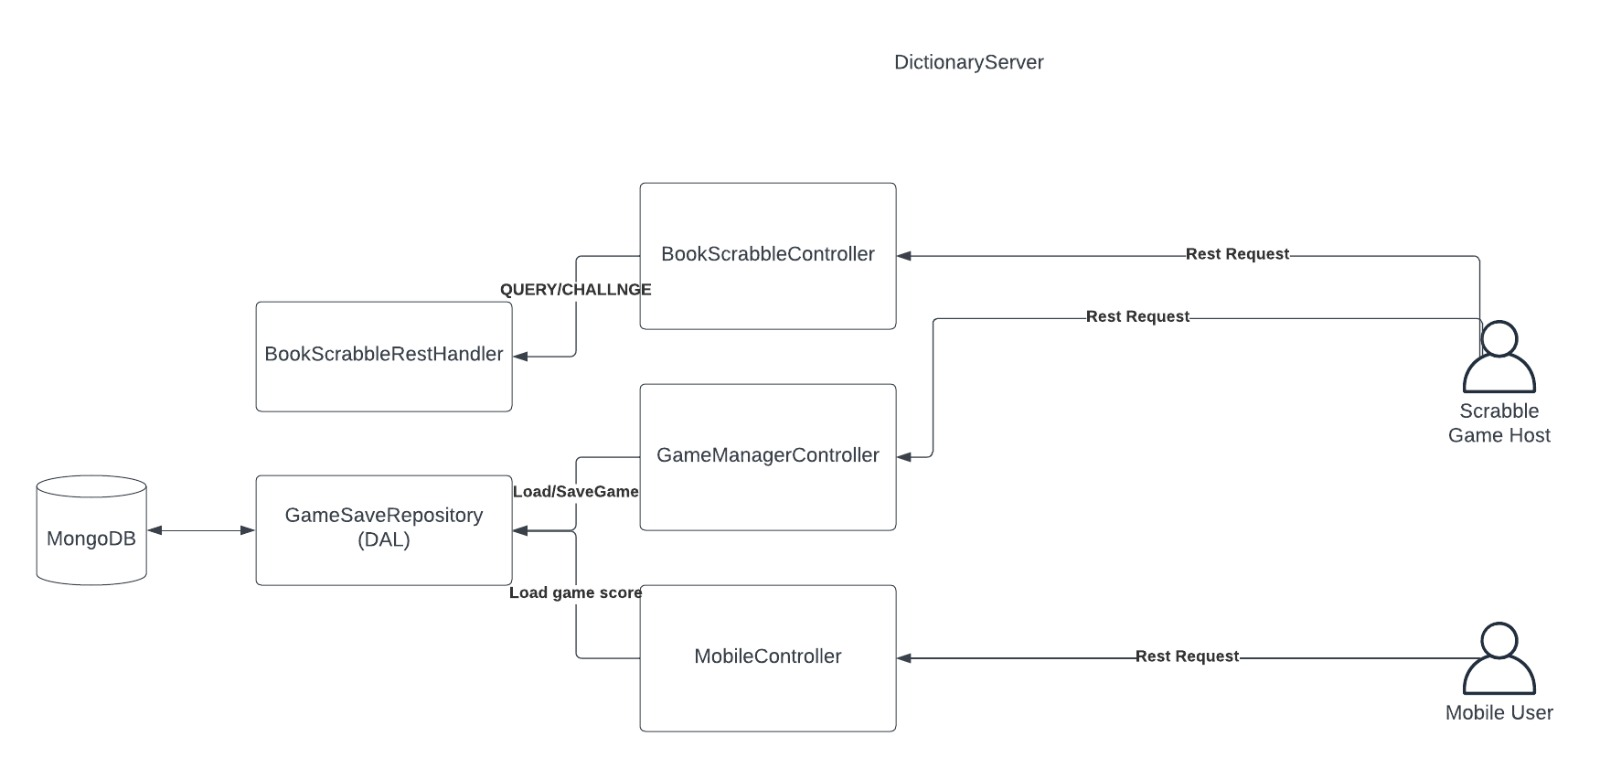 DictionaryServer
BookScrabbleController
Rest Request
QUERY/CHALLNGE
Rest Request
BookScrabbleRestHandler
Scrabble
Game Host
GameManagerController
Load/SaveGame
GameSaveRepository
(DAL)
MongoDB
Load game score
MobileController
Rest Request
Mobile User